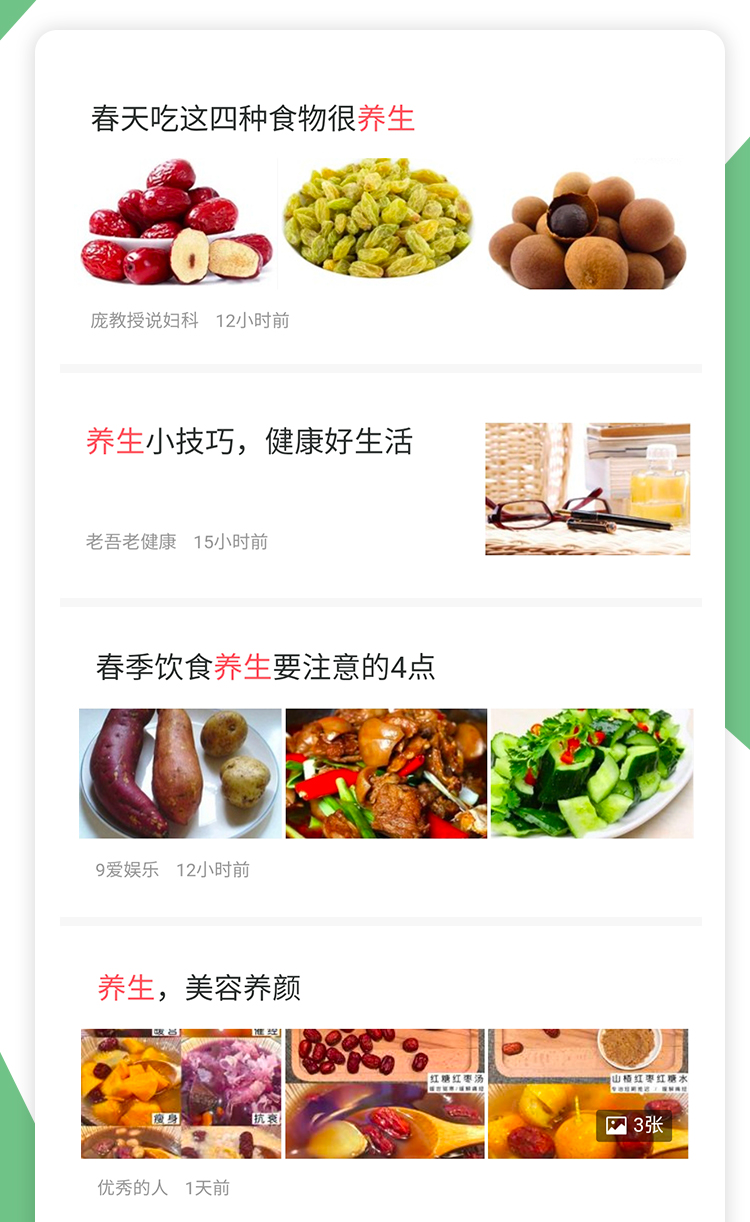 春天吃这四种食物很养生
庞教授说妇科 12小时前
养生小技巧，健康好生活
老吾老健康 15小时前
春季饮食养生要注意的4点
9爱娱乐 12小时前
养生，美容养颜
暖宫
催经
红糖红枣汤
山楂红枣红糖水
瘦身
抗衰
3张
优秀的人 1天前